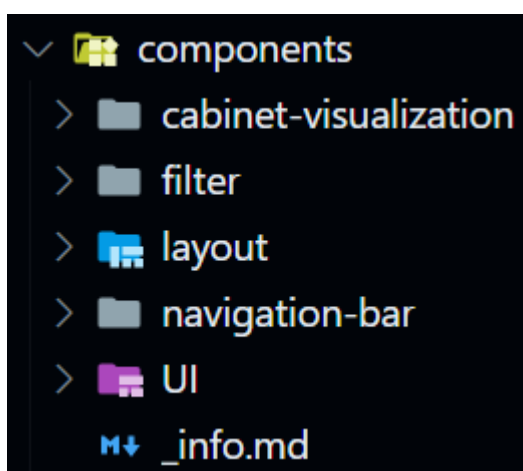 components
cabinet-visualization
filter
layout
navigation-bar
UI
M↓ _info.md